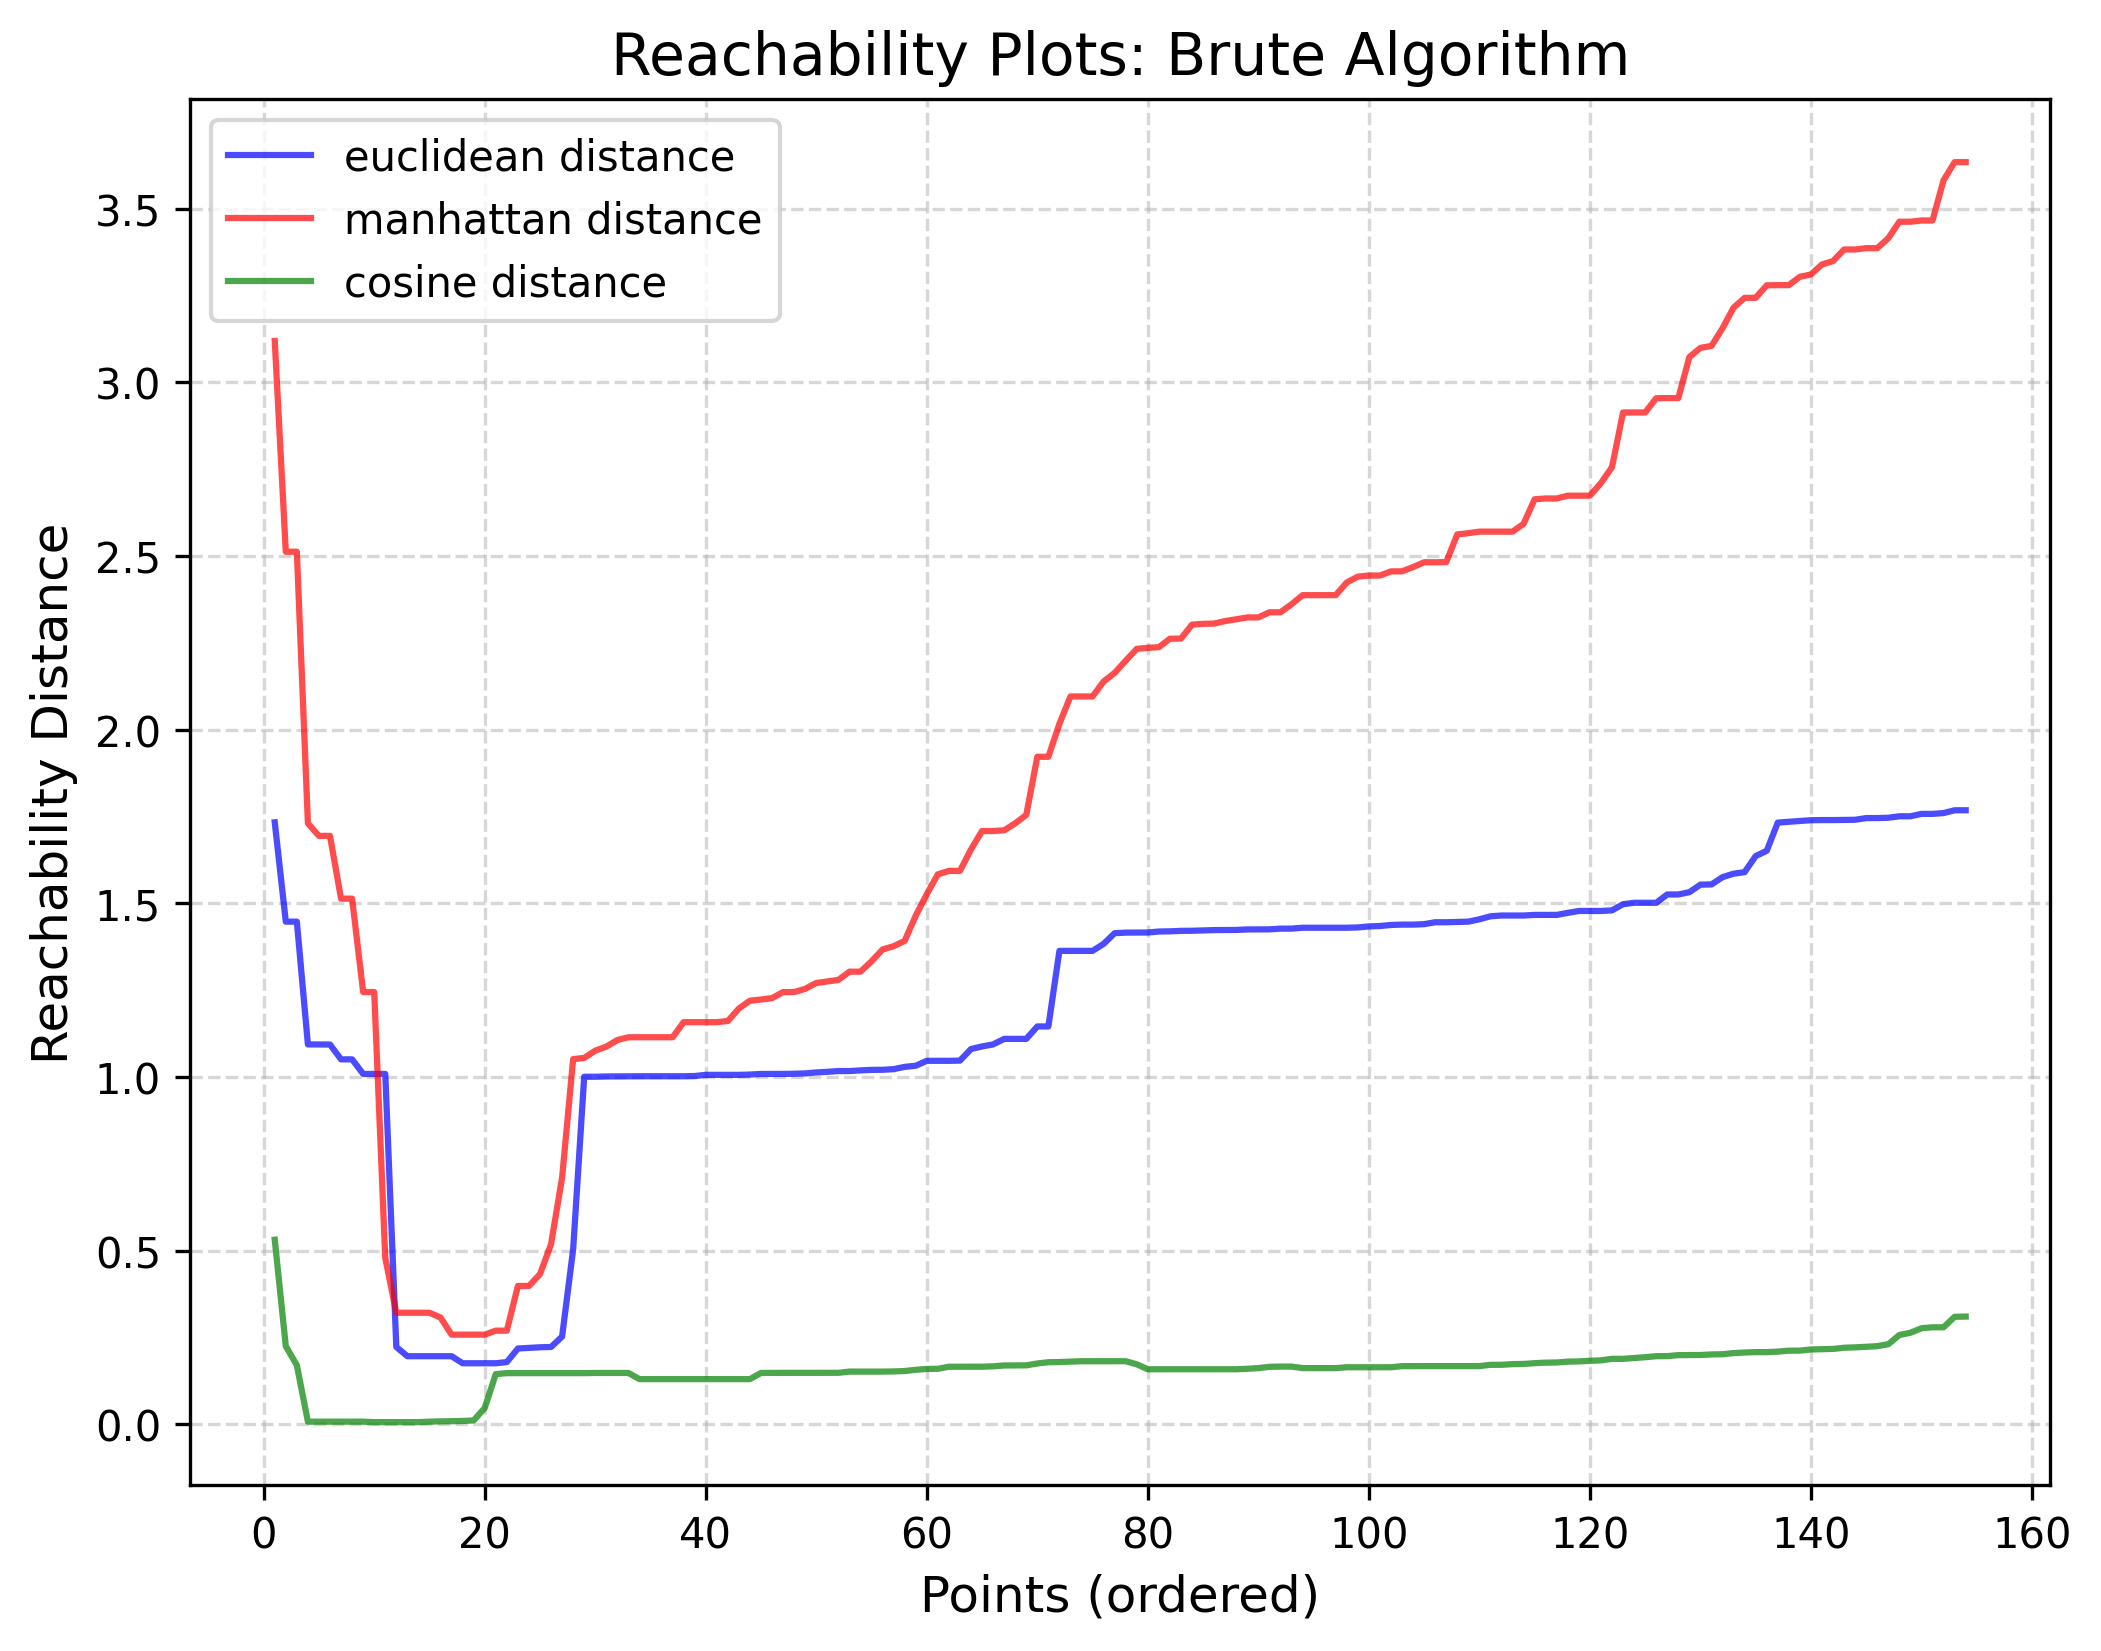 Reachability Plots: Brute Algorithm
euclidean distance
manhattan distance
cosine distance
Reachability Distance
3.5
3.0
2.5
2.0
1.5
1.0
0.5
0.0
0 20 40 60 80 100 120 140 160
Points (ordered)